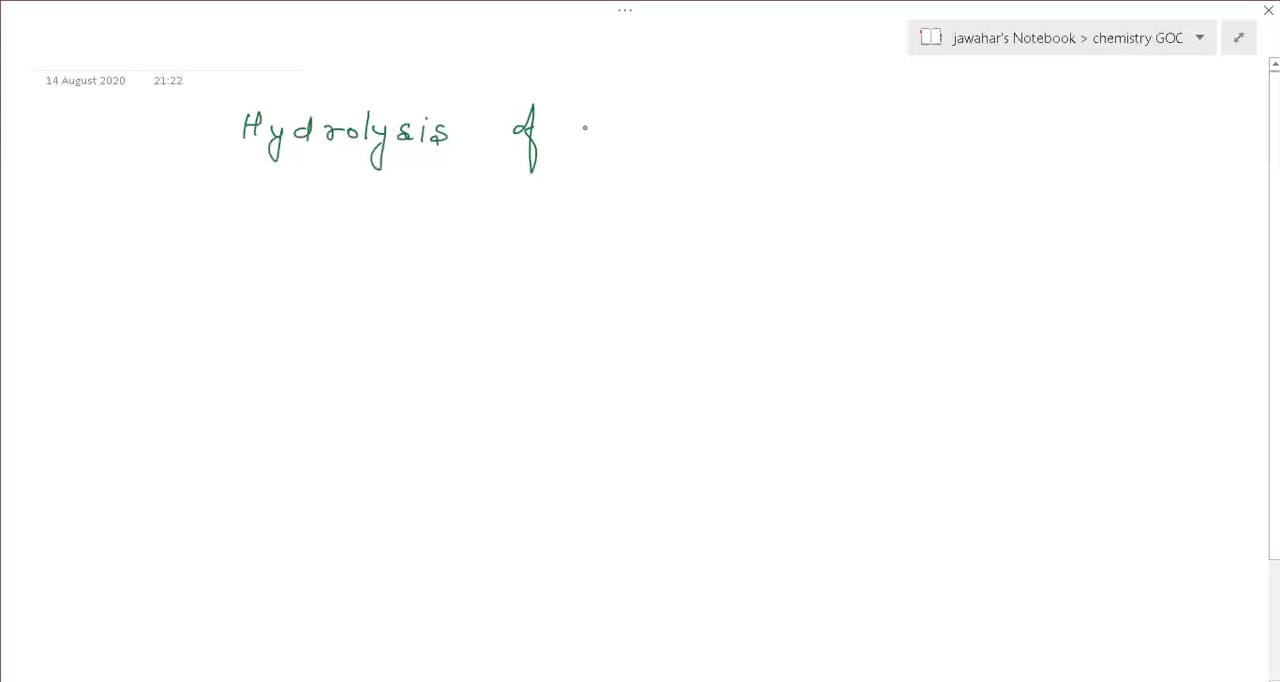 jawahar's Notebook > chemistry GOC
14 August 2020 21:22
Hydrolysis of